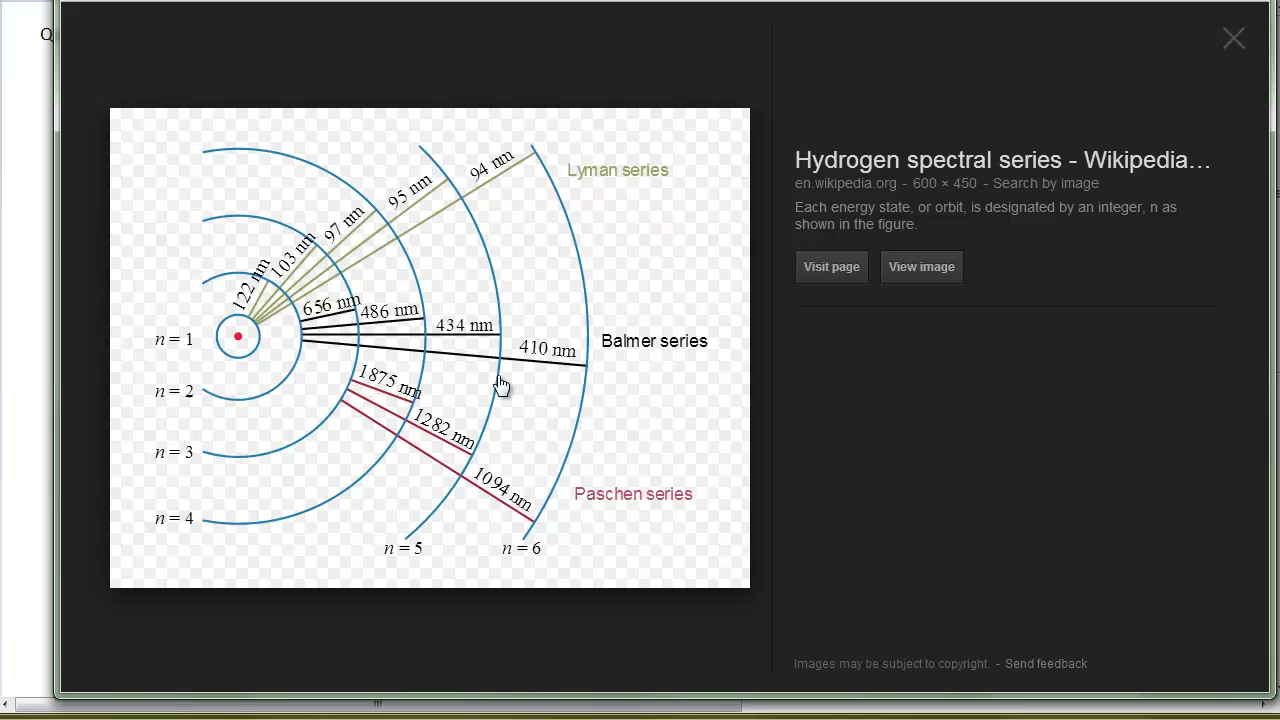 Q
Lyman series
94 nm
95 nm
97 nm
103 nm
122 nm
656 nm
486 nm
434 nm
410 nm
Balmer series
n = 1
n = 2
n = 3
n = 4
1875 nm
1282 nm
1094 nm
Paschen series
n = 5
n = 6
Hydrogen spectral series - Wikipedia...
en.wikipedia.org - 600 × 450 - Search by image
Each energy state, or orbit, is designated by an integer, n as
shown in the figure.
Visit page
View image
Images may be subject to copyright. - Send feedback